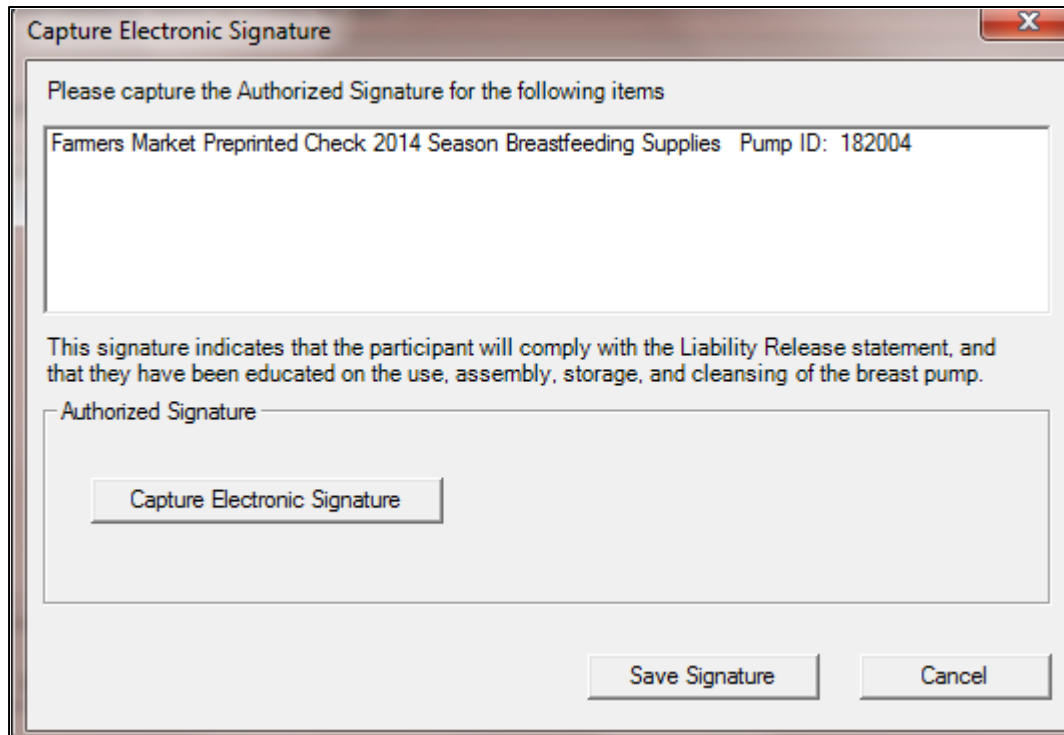 Capture Electronic Signature
X
Please capture the Authorized Signature for the following items
Farmers Market Preprinted Check 2014 Season Breastfeeding Supplies Pump ID: 182004
This signature indicates that the participant will comply with the Liability Release statement, and
that they have been educated on the use, assembly, storage, and cleansing of the breast pump.
Authorized Signature
Capture Electronic Signature
Save Signature Cancel